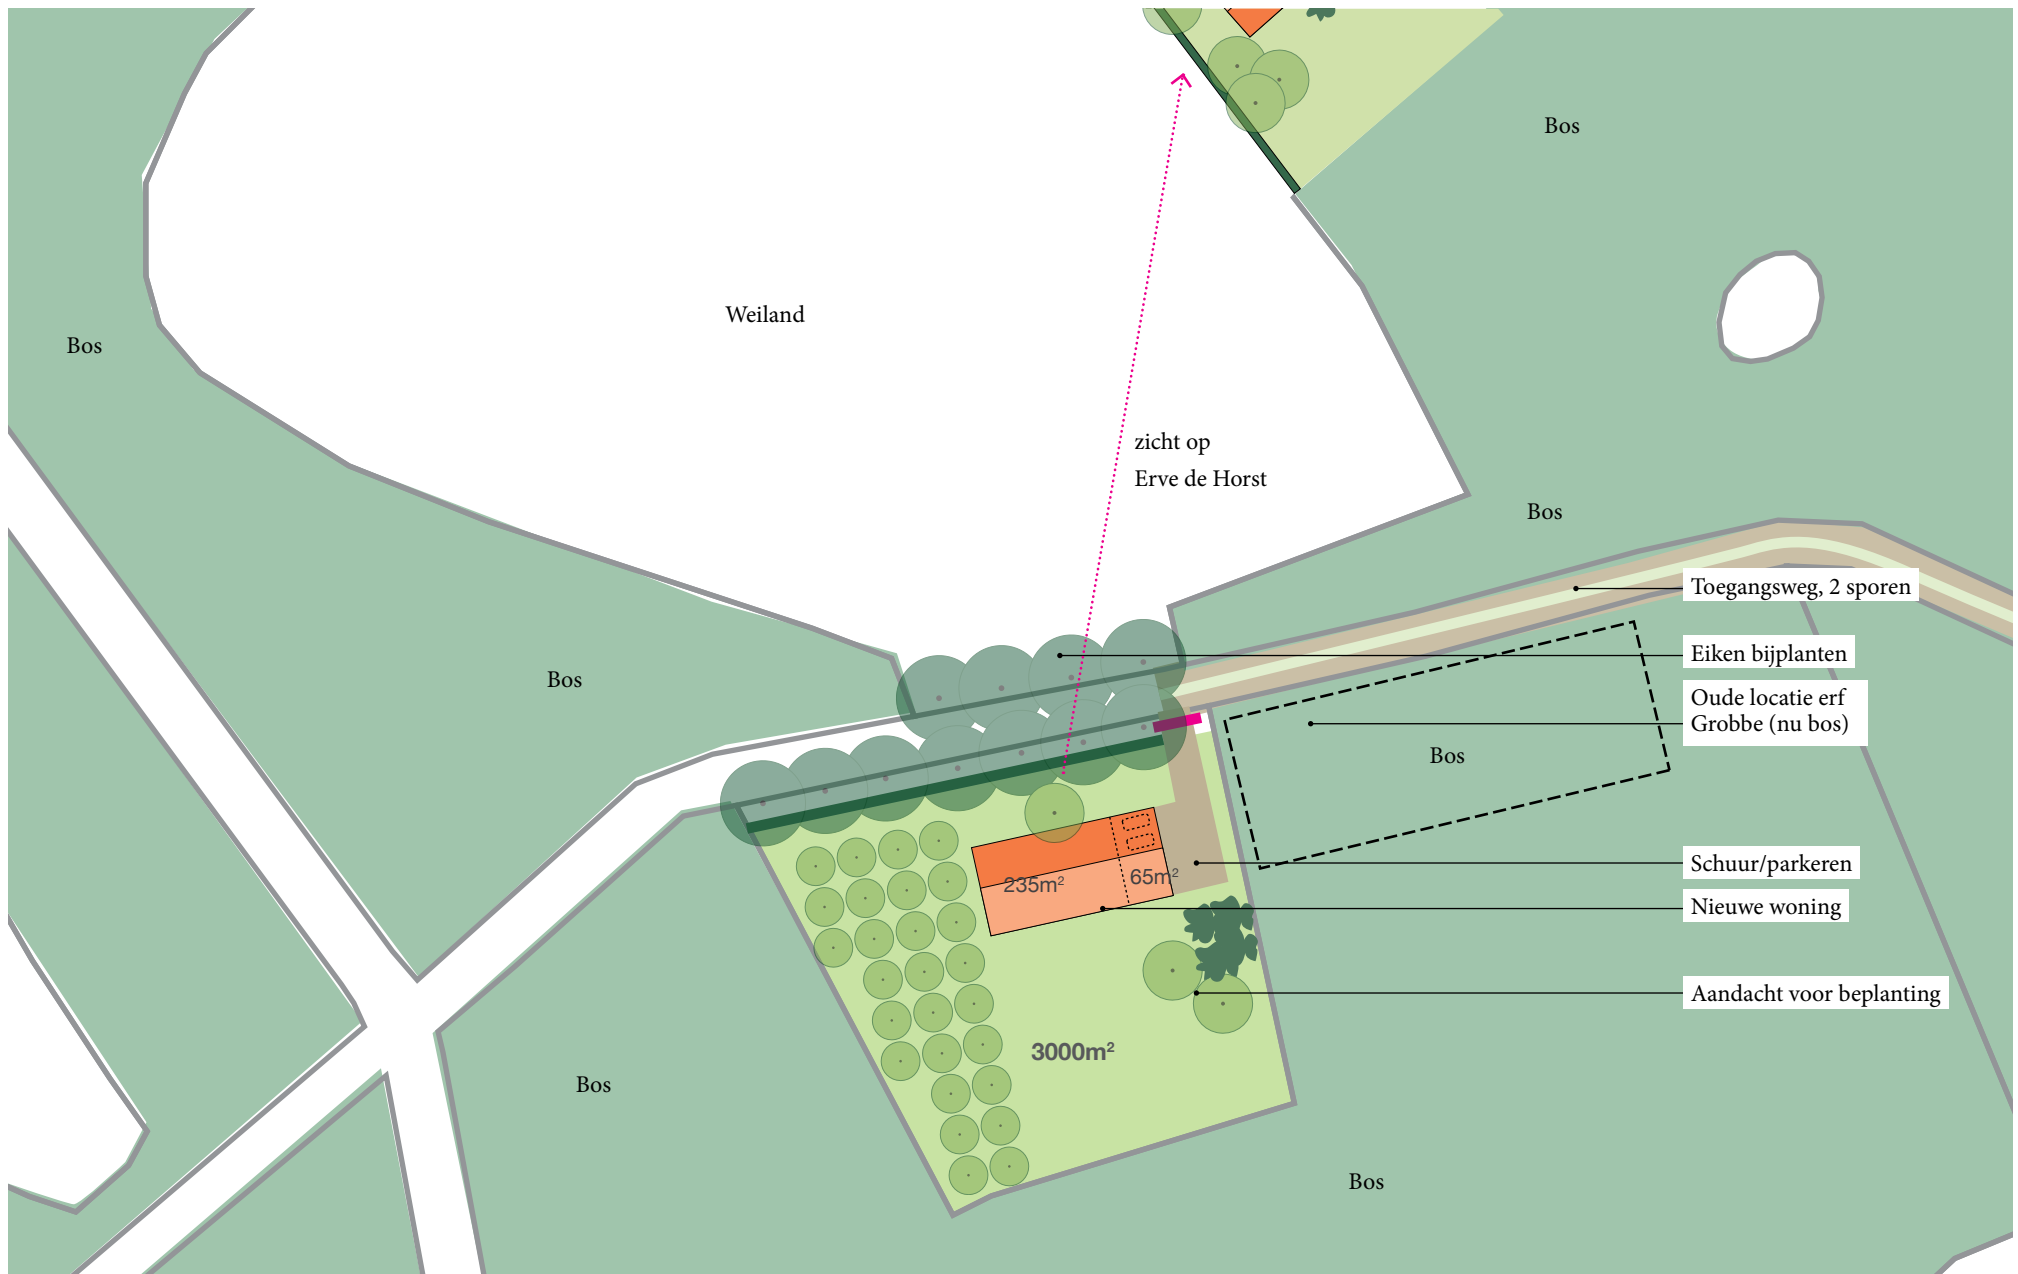 Bos
Weiland
Bos
zicht op
Erve de Horst
Bos
Toegangsweg, 2 sporen
Eiken bijplanten
Bos
Oude locatie erf
Grobbe (nu bos)
Bos
Schuur/parkeren
235m²
65m²
Nieuwe woning
Aandacht voor beplanting
3000m²
Bos
Bos